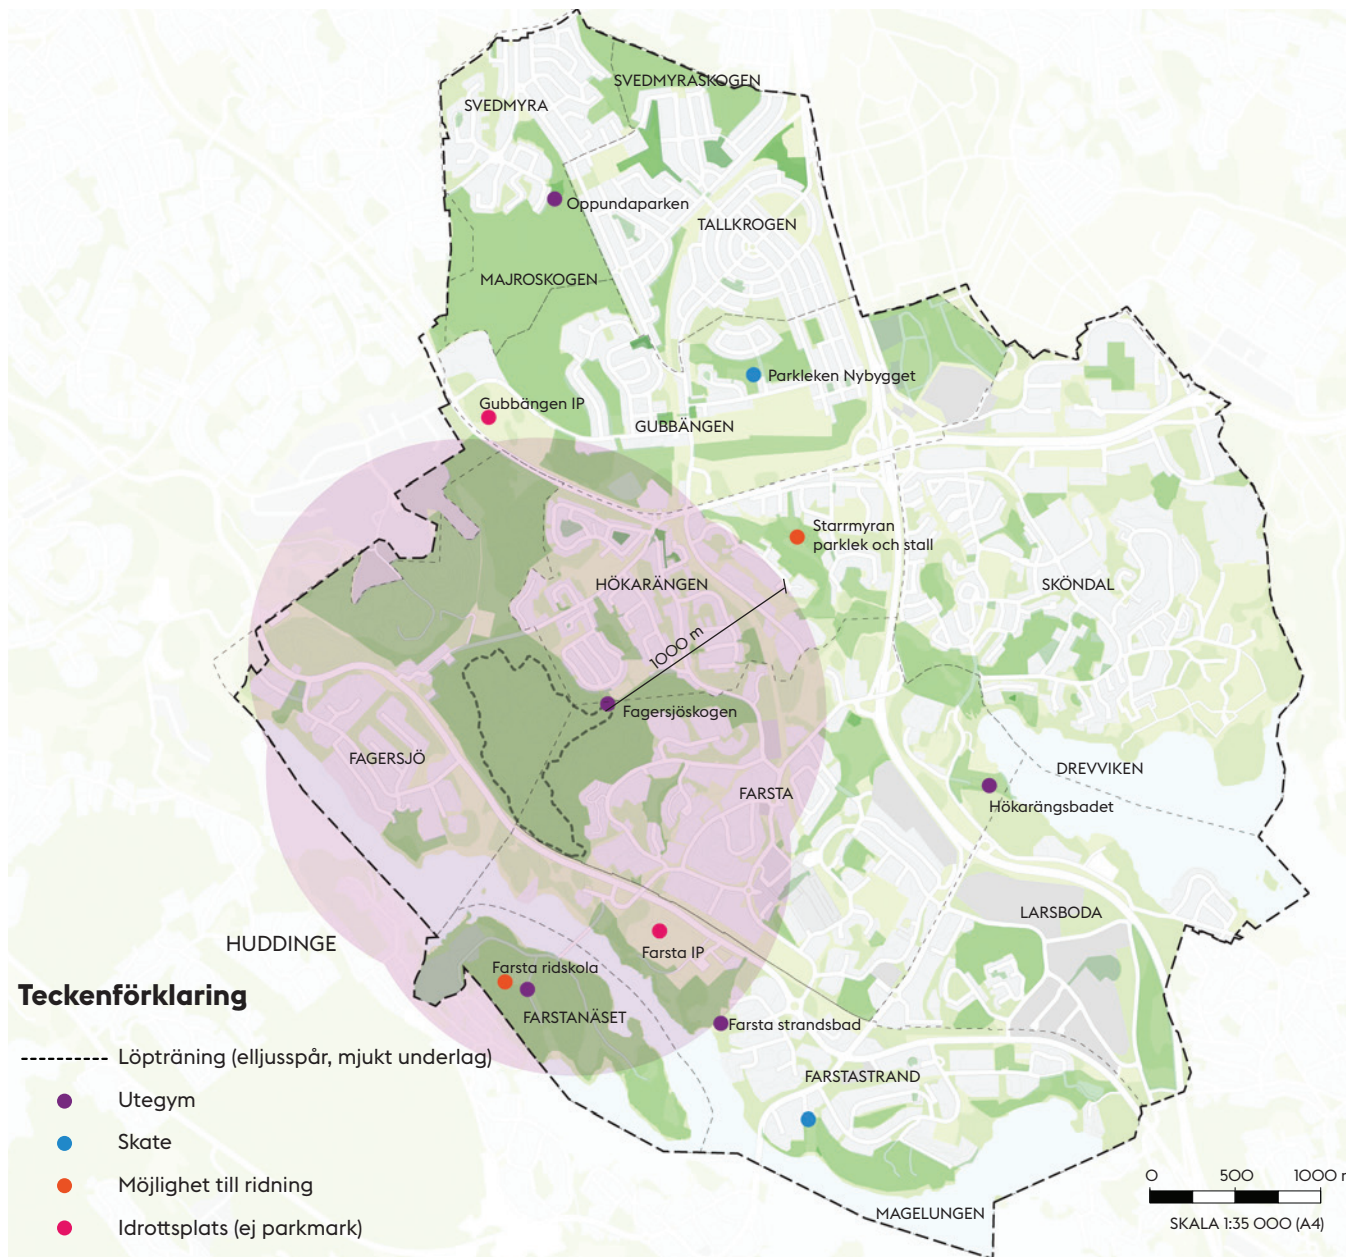 SVEDMYRASKOGEN
SVEDMYRA
Oppundaparken
TALLKROGEN
MAJROSKOGEN
Parkleken Nybygget
Gubbängen IP
GUBBÄNGEN
Starrmyran
parklek och stall
HÖKARÄNGEN
SKÖNDAL
1000 m
Fagersjöskogen
FAGERSJÖ
DREVVIKEN
FARSTA
Hökarängsbadet
LARSBODA
HUDDINGE
Farsta IP
Farsta ridskola
FARSTANÄSET
Farsta strandsbad
FARSTASTRAND
MAGELUNGEN
Teckenförklaring
Löpträning (elljusspår, mjukt underlag)
Utegym
Skate
Möjlighet till ridning
Idrottsplats (ej parkmark)
0 500 1000 m
SKALA 1:35 000 (A4)